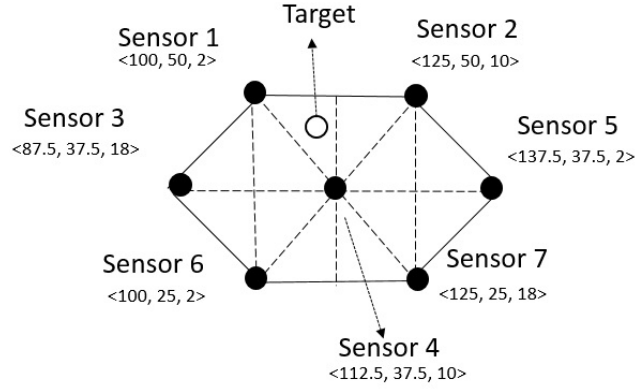 Target
Sensor 1
<100, 50, 2>
Sensor 2
<125, 50, 10>
Sensor 3
<87.5, 37.5, 18>
Sensor 5
<137.5, 37.5, 2>
Sensor 6
<100, 25, 2>
Sensor 7
<125, 25, 18>
Sensor 4
<112.5, 37.5, 10>